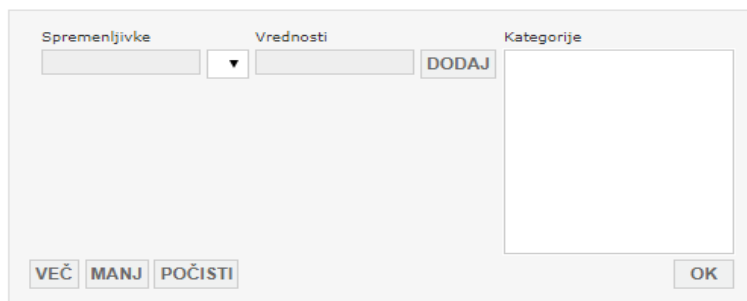 Spremenljivke Vrednosti Kategorije
DODAJ
VEČ MANJ POČISTI OK